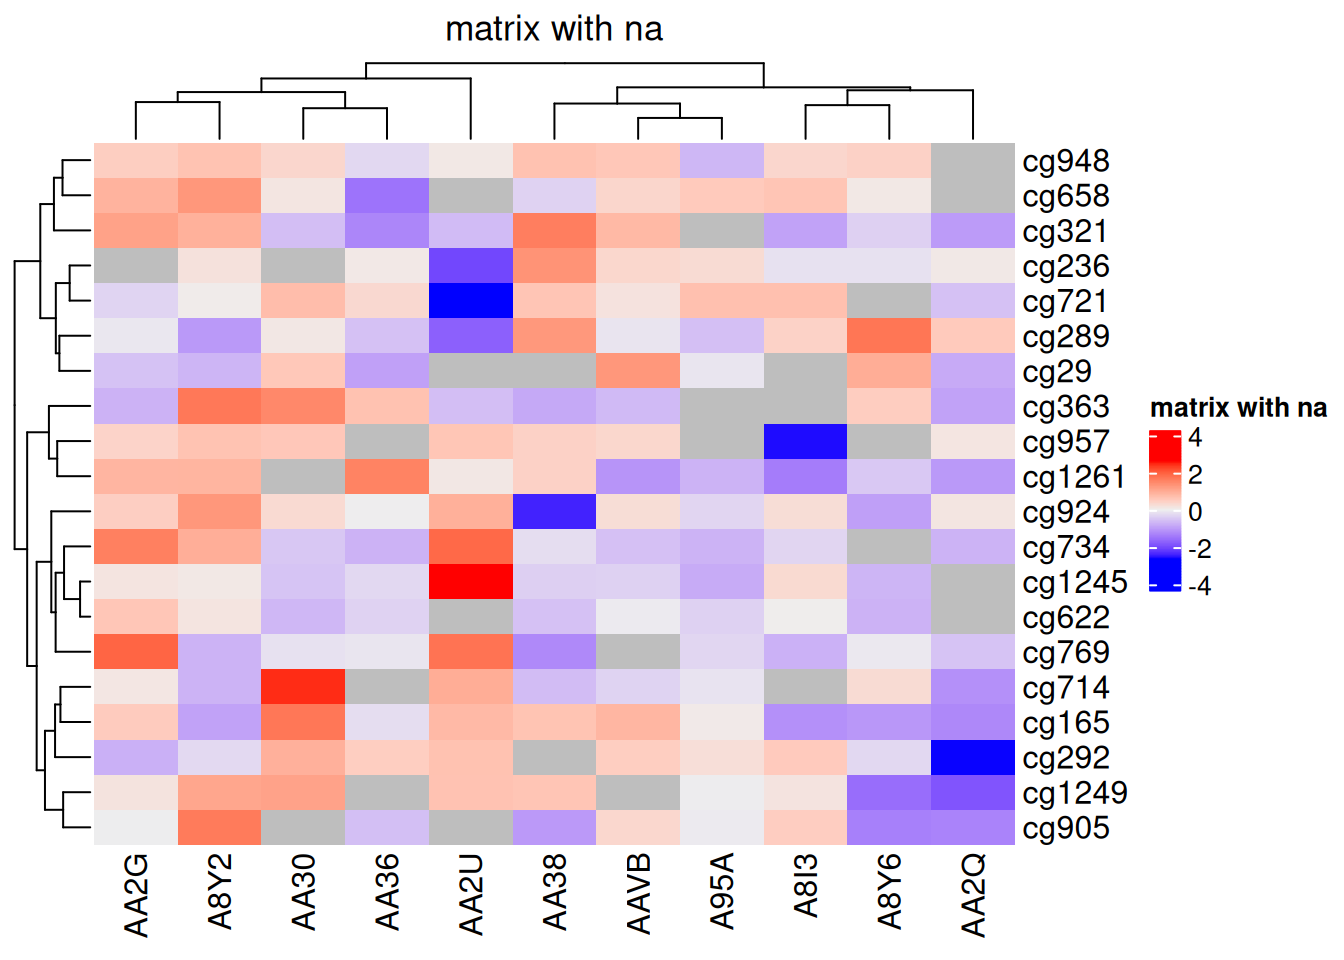 matrix with na
cg948
cg658
cg321
cg236
cg721
cg289
cg29
cg363
cg957
cg1261
cg924
cg734
cg1245
cg622
cg769
cg714
cg165
cg292
cg1249
cg905
AA2G
A8Y2
AA30
AA36
AA2U
AA38
AAVB
A95A
A8I3
A8Y6
AA2Q
matrix with na
4
2
0
-2
-4